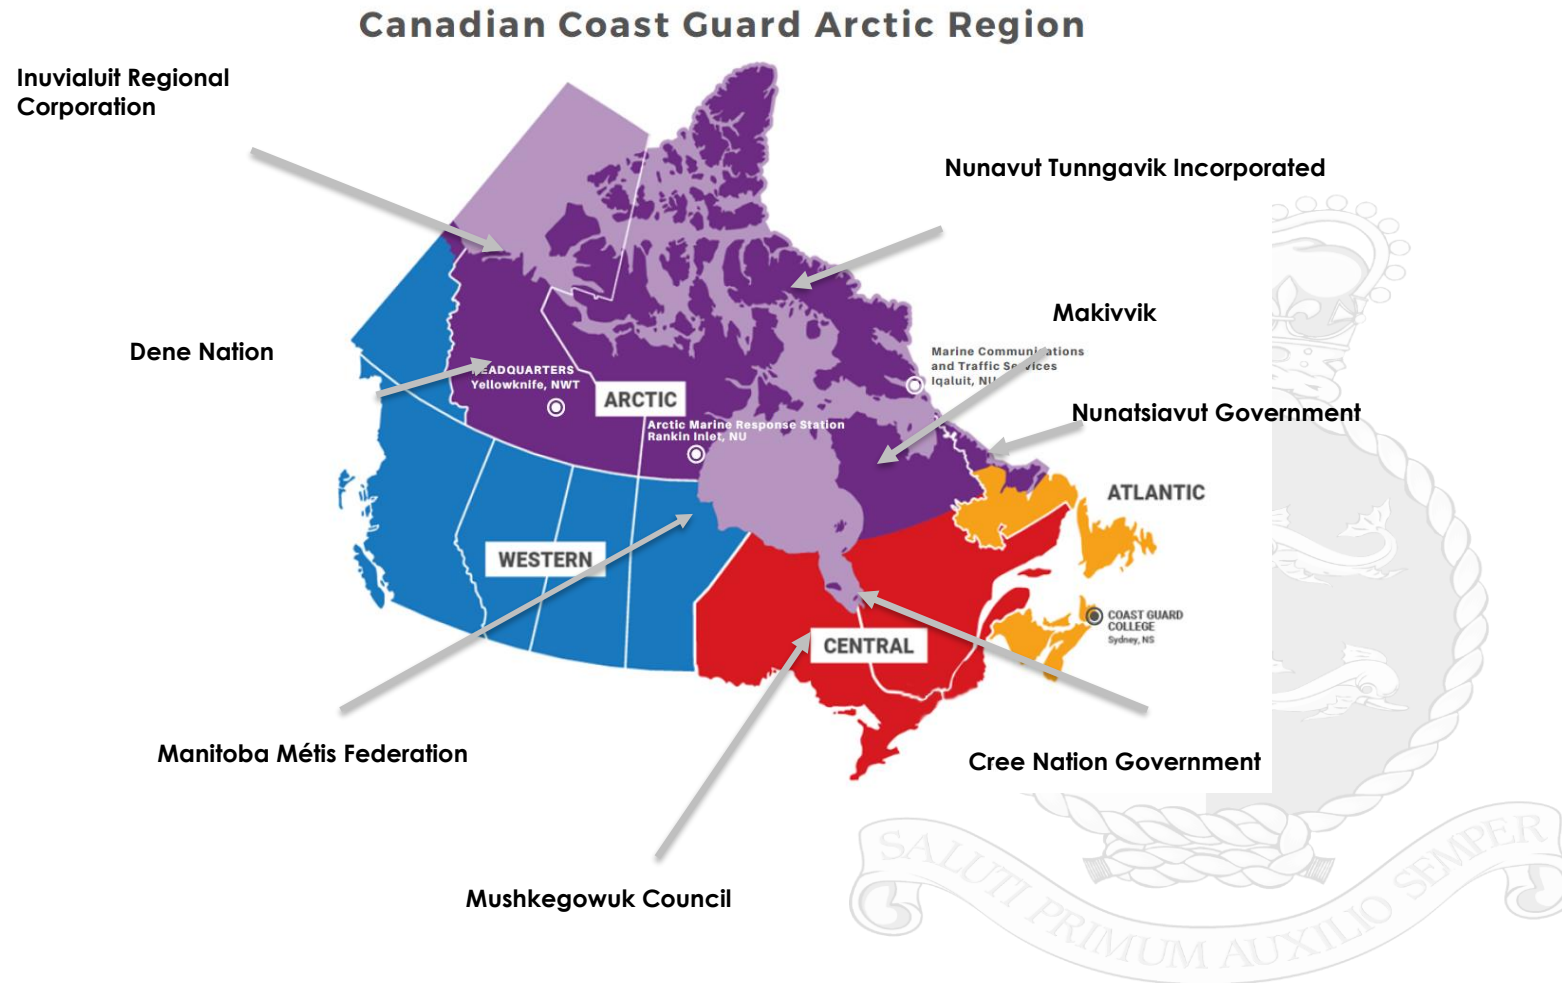 Canadian Coast Guard Arctic Region
Inuvialuit Regional
Corporation
Nunavut Tunngavik Incorporated
Makivvik
Dene Nation
Marine Communications
and Traffic Services
Iqaluit, NU
HEADQUARTERS
Yellowknife, NWT
ARCTIC
Nunatsiavut Government
Arctic Marine Response Station
Rankin Inlet, NU
ATLANTIC
WESTERN
COAST GUARD
COLLEGE
Sydney, NS
CENTRAL
Manitoba Métis Federation
Cree Nation Government
Mushkegowuk Council
SALUTI PRIMUM AUXILIO SEMPER